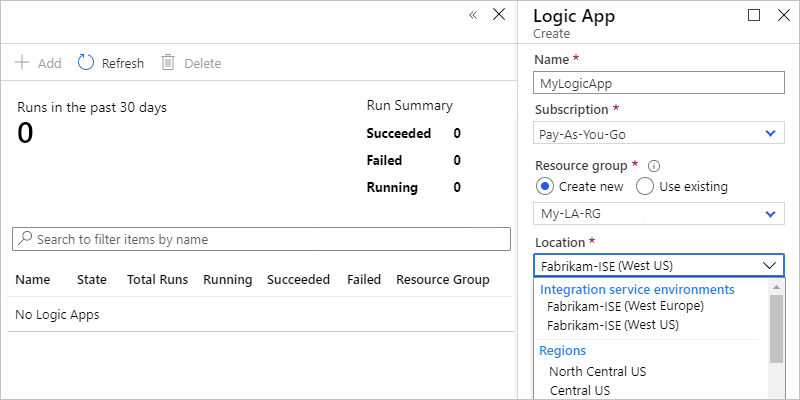 Add Refresh Delete
Runs in the past 30 days
0
Run Summary
Succeeded 0
Failed 0
Running 0
Search to filter items by name
Name State Total Runs Running Succeeded Failed Resource Group
No Logic Apps
Logic App
Create
Name *
MyLogicApp
Subscription *
Pay-As-You-Go
Resource group *
Create new Use existing
My-LA-RG
Location *
Fabrikam-ISE (West US)
Integration service environments
Fabrikam-ISE (West Europe)
Fabrikam-ISE (West US)
Regions
North Central US
Central US